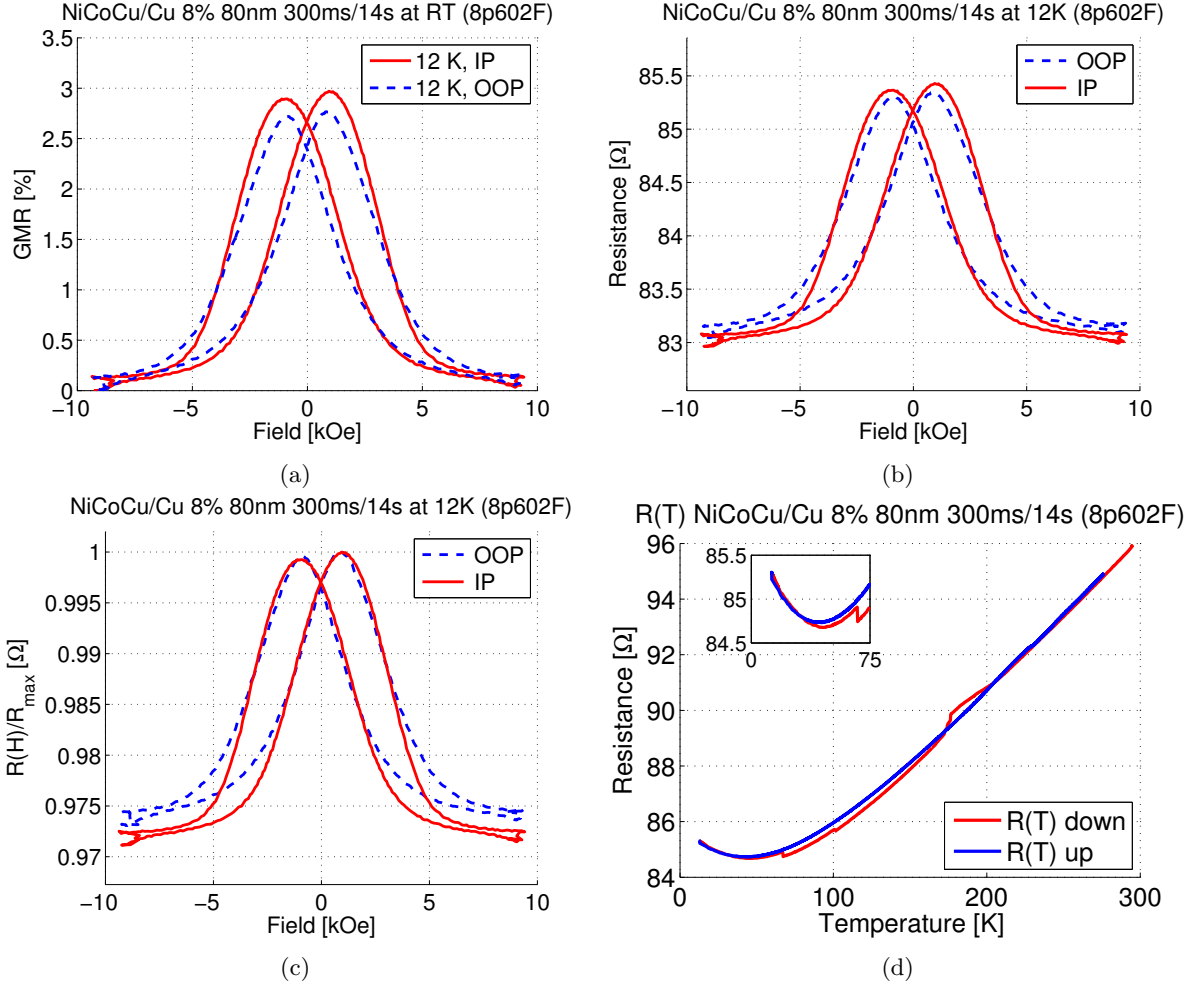 NiCoCu/Cu 8% 80nm 300ms/14s at RT (8p602F)
3.5
3
2.5
2
1.5
1
0.5
0
GMR [%]
12 K, IP
12 K, OOP
−10
−5
0
5
10
Field [kOe]
(a)
NiCoCu/Cu 8% 80nm 300ms/14s at 12K (8p602F)
85.5
85
84.5
84
83.5
83
Resistance [Ω]
OOP
IP
−10
−5
0
5
10
Field [kOe]
(b)
NiCoCu/Cu 8% 80nm 300ms/14s at 12K (8p602F)
1
0.995
0.99
0.985
0.98
0.975
0.97
R(H)/R_max [Ω]
OOP
IP
−10
−5
0
5
10
Field [kOe]
(c)
R(T) NiCoCu/Cu 8% 80nm 300ms/14s (8p602F)
96
94
92
90
88
86
84
Resistance [Ω]
85.5
85
84.5
0
75
R(T) down
R(T) up
0
100
200
300
Temperature [K]
(d)